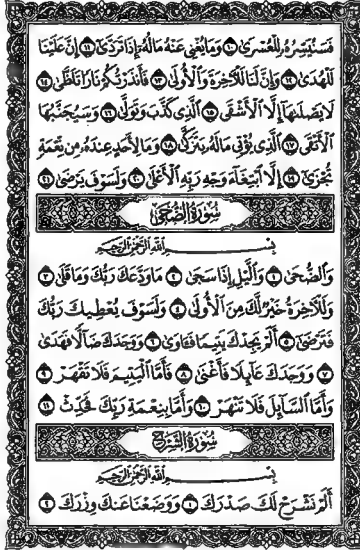 فَسَنُيَسِّرُهُۥ لِلْعُسْرَىٰ ١٠ وَمَا يُغْنِى عَنْهُ مَالُهُۥٓ إِذَا تَرَدَّىٰٓ ١١ إِنَّ عَلَيْنَا
لَلْهُدَىٰ ١٢ وَإِنَّ لَنَا لَلْءَاخِرَةَ وَٱلْأُولَىٰ ١٣ فَأَنذَرْتُكُمْ نَارًا تَلَظَّىٰ ١٤
لَا يَصْلَىٰهَآ إِلَّا ٱلْأَشْقَى ١٥ ٱلَّذِى كَذَّبَ وَتَوَلَّىٰ ١٦ وَسَيُجَنَّبُهَا
ٱلْأَتْقَى ١٧ ٱلَّذِى يُؤْتِى مَالَهُۥ يَتَزَكَّىٰ ١٨ وَمَا لِأَحَدٍ عِندَهُۥ مِن نِّعْمَةٍ
تُجْزَىٰٓ ١٩ إِلَّا ٱبْتِغَآءَ وَجْهِ رَبِّهِ ٱلْأَعْلَىٰ ٢٠ وَلَسَوْفَ يَرْضَىٰ ٢١
سُورَةُ الضُّحَىٰ
بِسْمِ ٱللَّهِ ٱلرَّحْمَٰنِ ٱلرَّحِيمِ
وَٱلضُّحَىٰ ١ وَٱلَّيْلِ إِذَا سَجَىٰ ٢ مَا وَدَّعَكَ رَبُّكَ وَمَا قَلَىٰ ٣
وَلَلْءَاخِرَةُ خَيْرٌ لَّكَ مِنَ ٱلْأُولَىٰ ٤ وَلَسَوْفَ يُعْطِيكَ رَبُّكَ
فَتَرْضَىٰٓ ٥ أَلَمْ يَجِدْكَ يَتِيمًا فَـَٔاوَىٰ ٦ وَوَجَدَكَ ضَآلًّا فَهَدَىٰ
٧ وَوَجَدَكَ عَآئِلًا فَأَغْنَىٰ ٨ فَأَمَّا ٱلْيَتِيمَ فَلَا تَقْهَرْ ٩
وَأَمَّا ٱلسَّآئِلَ فَلَا تَنْهَرْ ١٠ وَأَمَّا بِنِعْمَةِ رَبِّكَ فَحَدِّثْ ١١
سُورَةُ الشَّرْحِ
بِسْمِ ٱللَّهِ ٱلرَّحْمَٰنِ ٱلرَّحِيمِ
أَلَمْ نَشْرَحْ لَكَ صَدْرَكَ ١ وَوَضَعْنَا عَنكَ وِزْرَكَ ٢